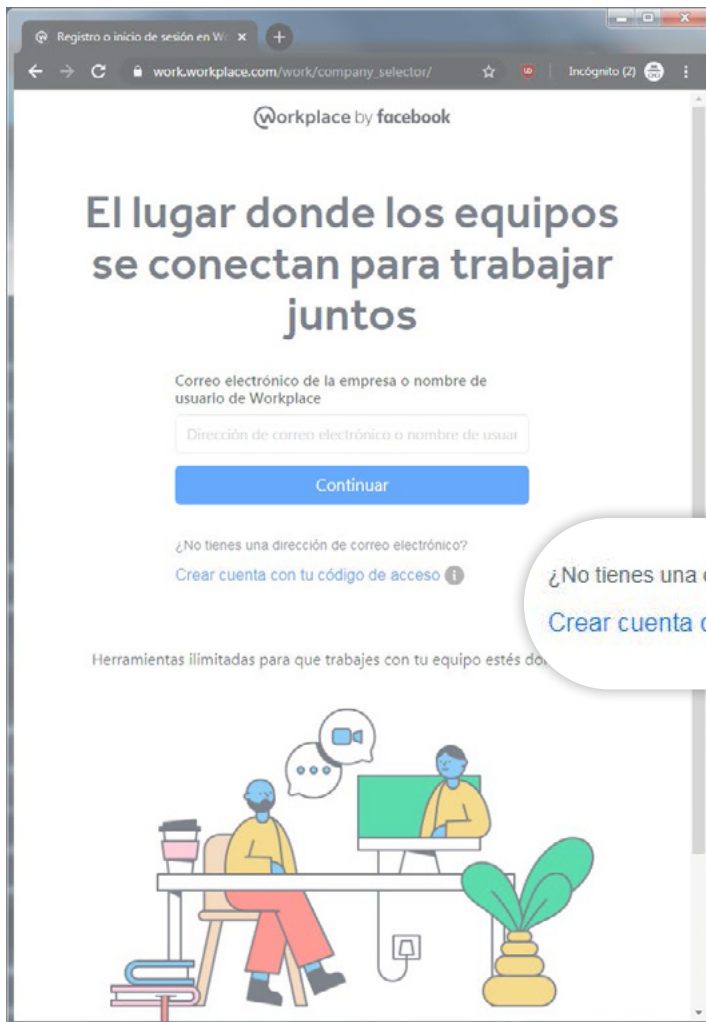 Registro o inicio de sesión en W
work.workplace.com/work/company_selector/
Incógnito (2)
Workplace by facebook
El lugar donde los equipos
se conectan para trabajar
juntos
Correo electrónico de la empresa o nombre de
usuario de Workplace
Dirección de correo electrónico o nombre de usuar
Continuar
¿No tienes una dirección de correo electrónico?
Crear cuenta con tu código de acceso
¿No tienes una
Crear cuenta
Herramientas ilimitadas para que trabajes con tu equipo estés